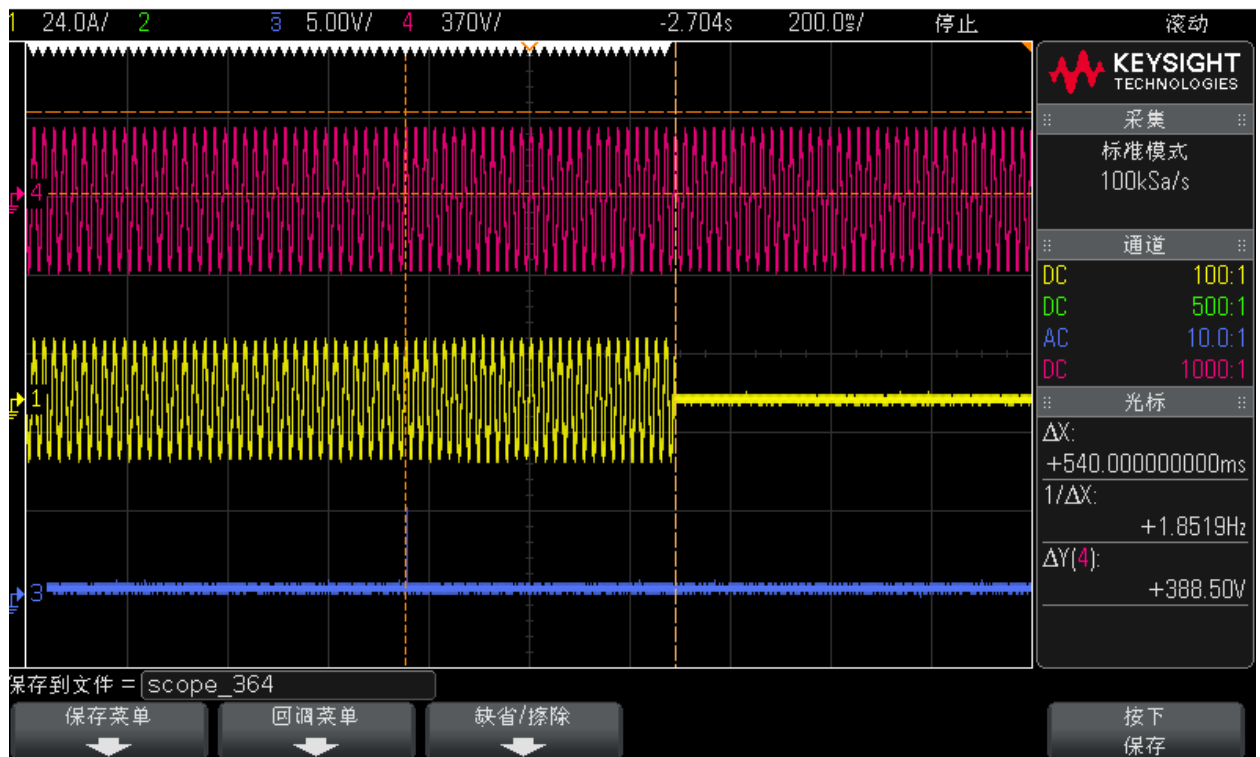 1 24.0A/ 2 3 5.00V/ 4 370V/ -2.704s 200.0ms/ 停止 滚动
KEYSIGHT
TECHNOLOGIES
采集
标准模式
100kSa/s
通道
DC 100:1
DC 500:1
AC 10.0:1
DC 1000:1
光标
ΔX:
+540.000000000ms
1/ΔX:
+1.8519Hz
ΔY(4):
+388.50V
4
1
3
保存到文件 = scope_364
保存菜单 回调菜单 缺省/擦除 按下
保存